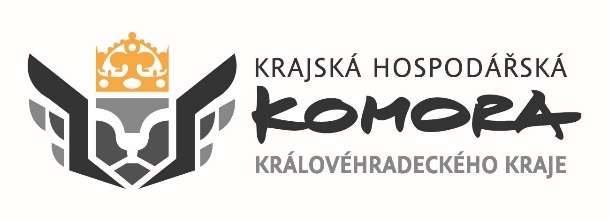 KRAJSKÁ HOSPODÁŘSKÁ
KOMORA
KRÁLOVÉHRADECKÉHO KRAJE